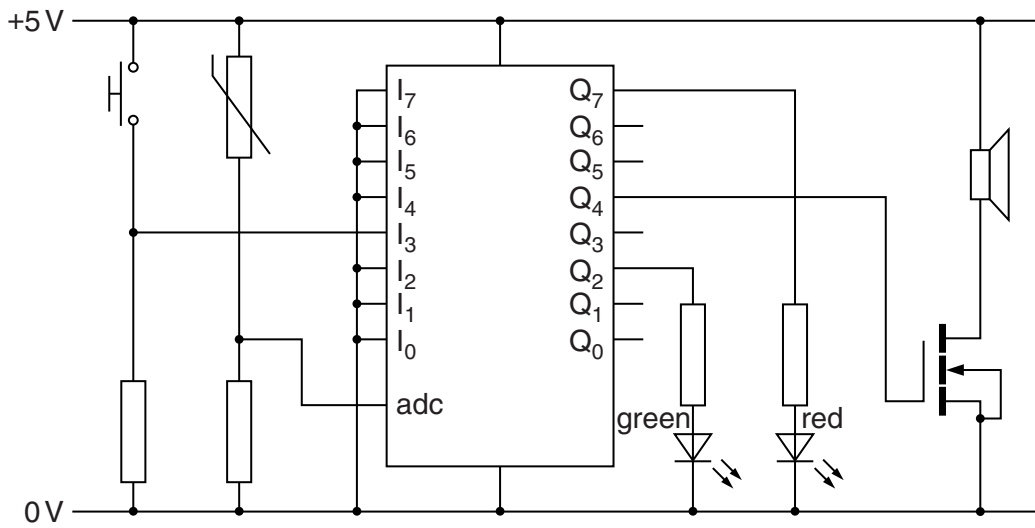 +5 V
I7 Q7
I6 Q6
I5 Q5
I4 Q4
I3 Q3
I2 Q2
I1 Q1
I0 Q0
adc
green red
0 V